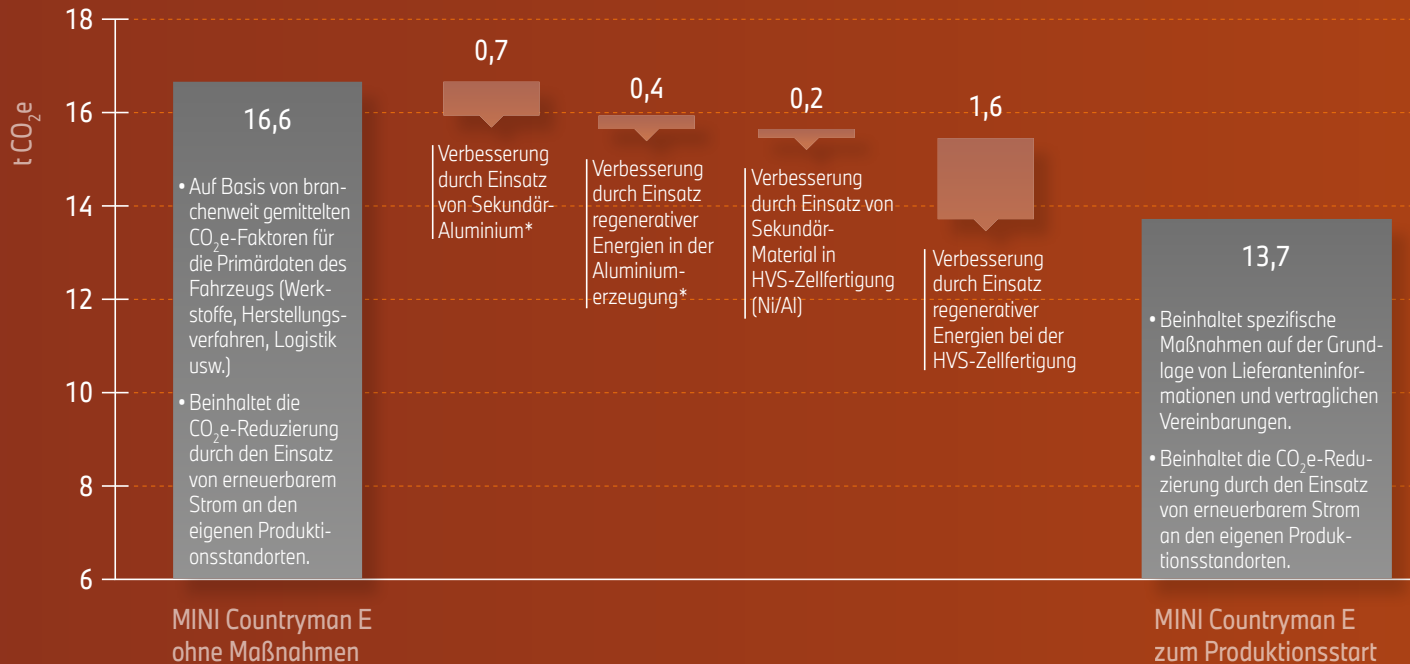 18
16
14
12
10
8
6
t CO₂e
16,6
• Auf Basis von bran-
chenweit gemittelten
CO₂e-Faktoren für
die Primärdaten des
Fahrzeugs (Werk-
stoffe, Herstellungs-
verfahren, Logistik
usw.)
• Beinhaltet die
CO₂e-Reduzierung
durch den Einsatz
von erneuerbarem
Strom an den
eigenen Produkti-
onsstandorten.
MINI Countryman E
ohne Maßnahmen
0,7
Verbesserung
durch Einsatz
von Sekundär-
Aluminium*
0,4
Verbesserung
durch Einsatz
regenerativer
Energien in der
Aluminium-
erzeugung*
0,2
Verbesserung
durch Einsatz von
Sekundär-
Material in
HVS-Zellfertigung
(Ni/Al)
1,6
Verbesserung
durch Einsatz
regenerativer
Energien bei der
HVS-Zellfertigung
13,7
• Beinhaltet spezifische
Maßnahmen auf der Grund-
lage von Lieferanteninfor-
mationen und vertraglichen
Vereinbarungen.
• Beinhaltet die CO₂e-Redu-
zierung durch den Einsatz
von erneuerbarem Strom
an den eigenen Produk-
tionsstandorten.
MINI Countryman E
zum Produktionsstart